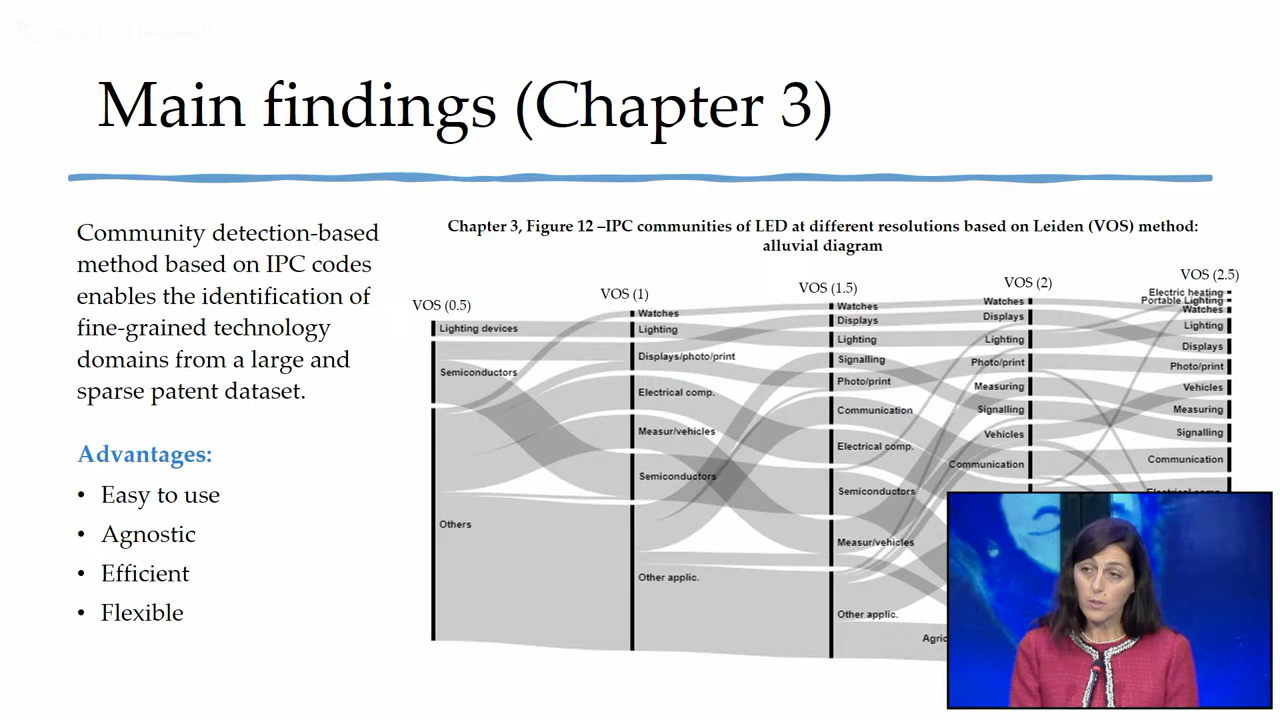 Main findings (Chapter 3)
Community detection-based
method based on IPC codes
enables the identification of
fine-grained technology
domains from a large and
sparse patent dataset.
Advantages:
• Easy to use
• Agnostic
• Efficient
• Flexible
Chapter 3, Figure 12 –IPC communities of LED at different resolutions based on Leiden (VOS) method:
alluvial diagram
VOS (0.5)
Lighting devices
Semiconductors
Others
VOS (1)
Watches
Lighting
Displays/photo/print
Electrical comp.
Measur/vehicles
Semiconductors
Other applic.
VOS (1.5)
Watches
Displays
Lighting
Signalling
Photo/print
Communication
Electrical comp.
Semiconductors
Measur/vehicles
Other applic.
VOS (2)
Watches
Displays
Lighting
Photo/print
Measuring
Signalling
Vehicles
Communication
VOS (2.5)
Electric heating
Portable Lighting
Watches
Lighting
Displays
Photo/print
Vehicles
Measuring
Signalling
Communication